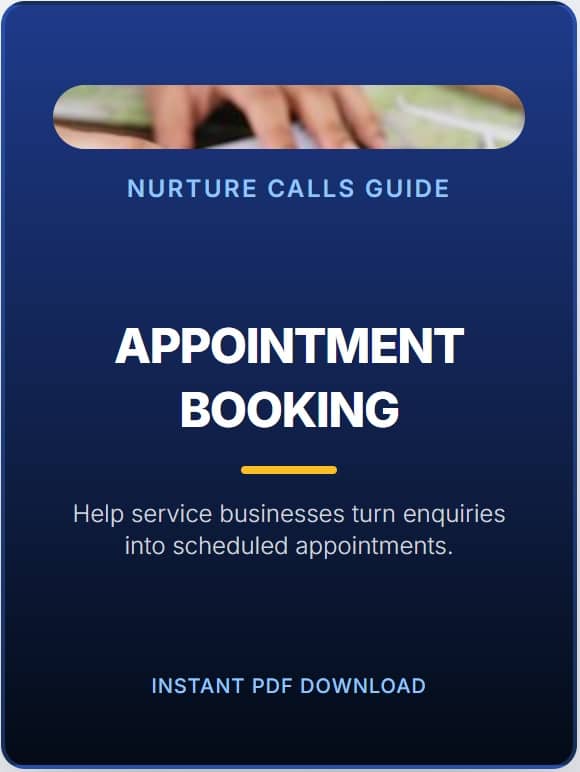 NURTURE CALLS GUIDE
APPOINTMENT
BOOKING
Help service businesses turn enquiries
into scheduled appointments.
INSTANT PDF DOWNLOAD